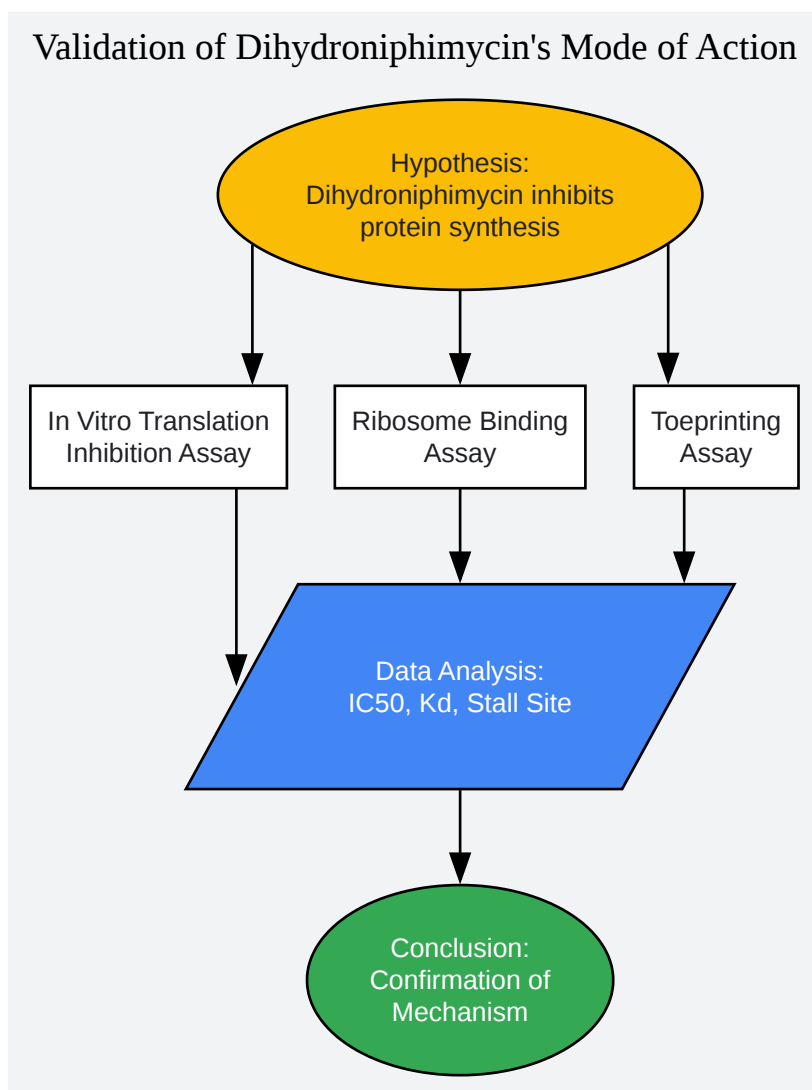 Validation of Dihydroniphimycin's Mode of Action
Hypothesis:
Dihydroniphimycin inhibits
protein synthesis
In Vitro Translation
Inhibition Assay
Ribosome Binding
Assay
Toeprinting
Assay
Data Analysis:
IC50, Kd, Stall Site
Conclusion:
Confirmation of
Mechanism